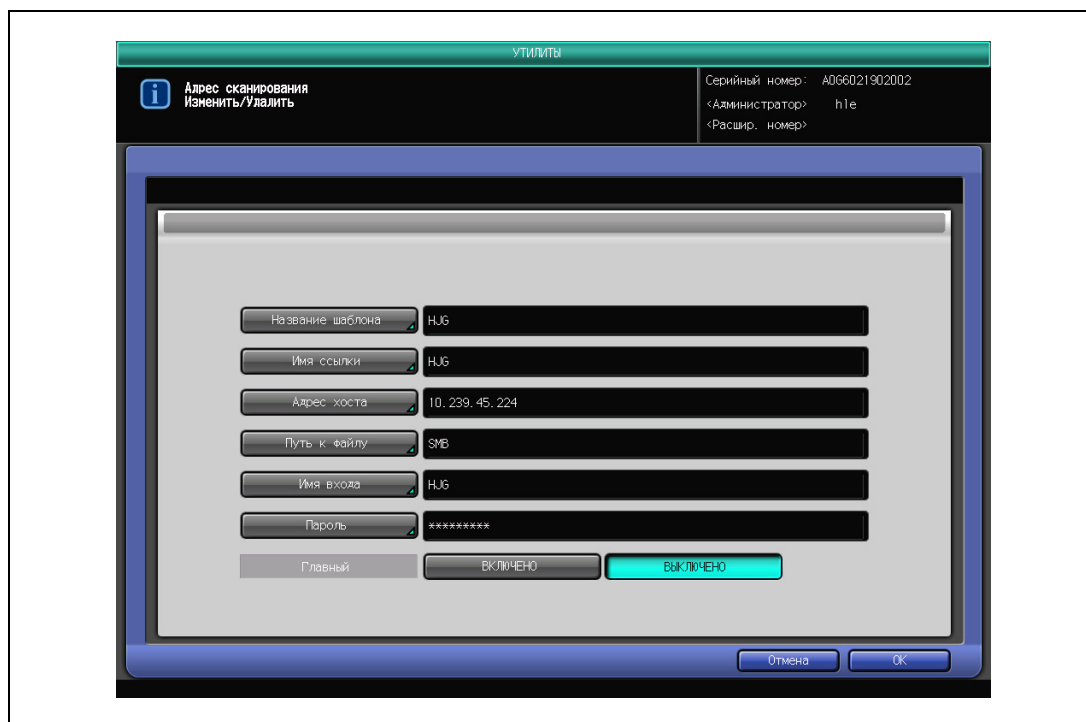 УТИЛИТЫ
Адрес сканирования
Изменить/Удалить
Серийный номер: A0G6021902002
<Администратор> hle
<Расшир. номер>
Название шаблона HJG
Имя ссылки HJG
Адрес хоста 10.239.45.224
Путь к файлу SMB
Имя входа HJG
Пароль *********
Главный ВКЛЮЧЕНО ВЫКЛЮЧЕНО
Отмена OK